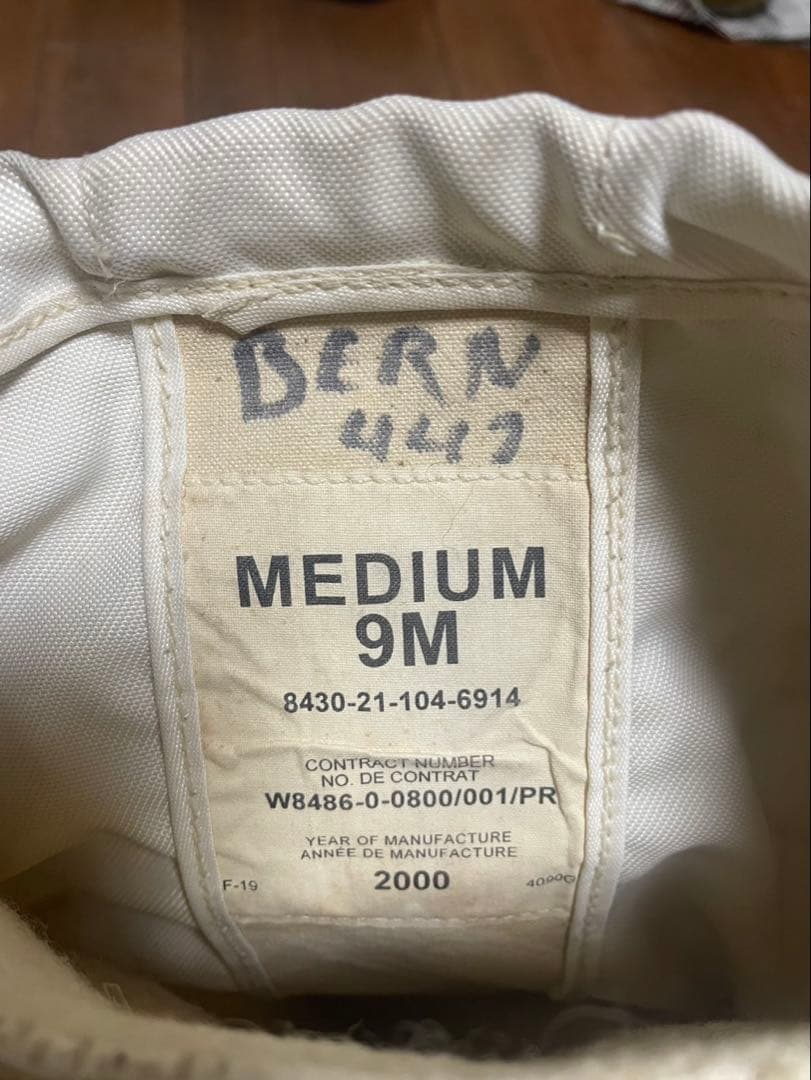 BERN
447
MEDIUM
9M
8430-21-104-6914
CONTRACT NUMBER
NO. DE CONTRAT
W8486-0-0800/001/PR
YEAR OF MANUFACTURE
ANNÉE DE MANUFACTURE
F-19 2000